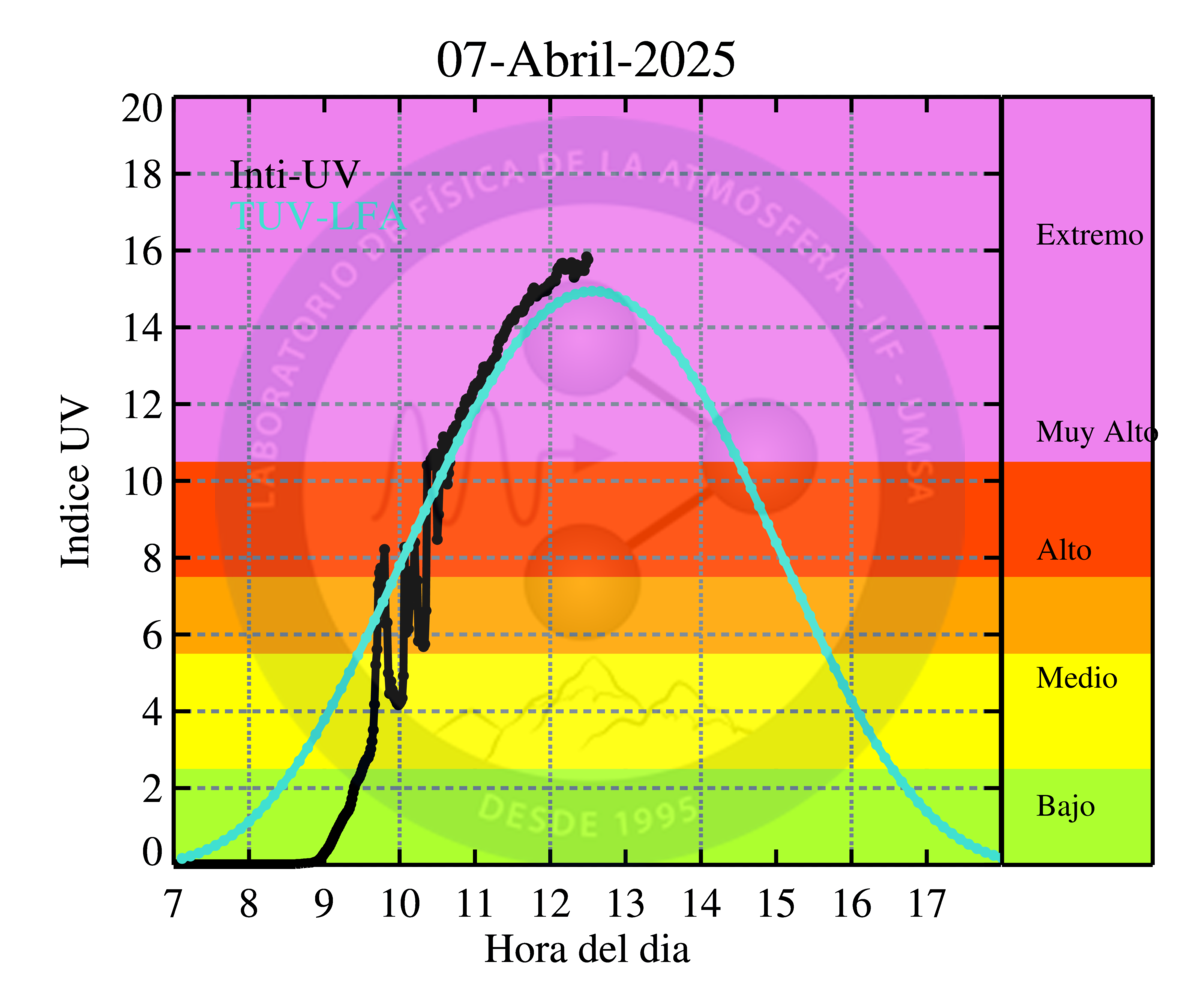 07-Abril-2025
20
18
16
14
12
10
8
6
4
2
0
Indice UV
Inti-UV
TUV-LFA
LABORATORIO DE FÍSICA DE LA ATMÓSFERA - IIF - UMSA
DESDE 1995
Extremo
Muy Alto
Alto
Medio
Bajo
7 8 9 10 11 12 13 14 15 16 17
Hora del dia